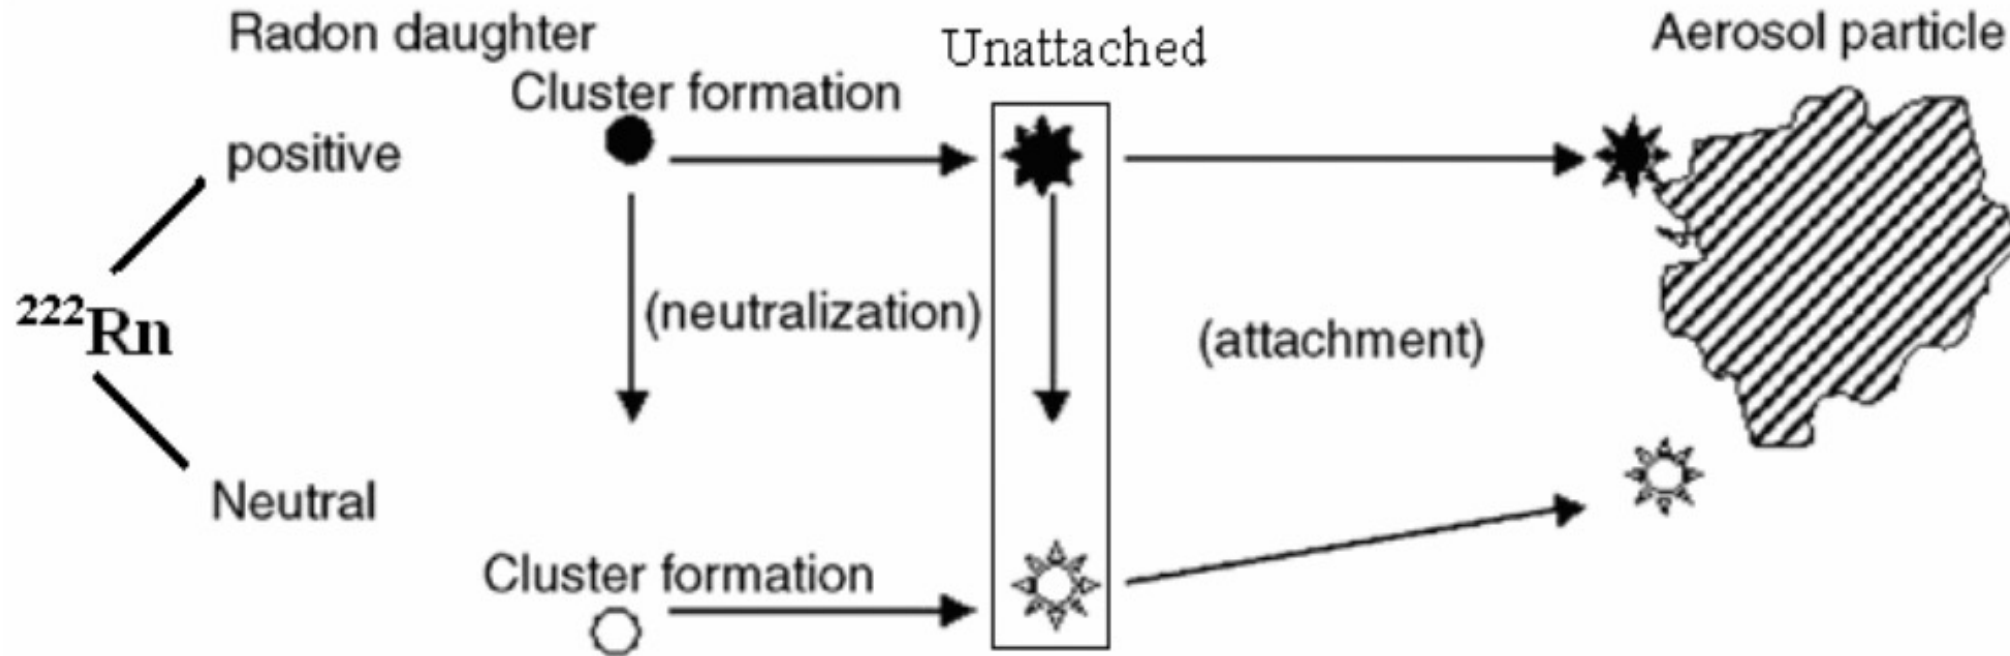 Radon daughter
Unattached
Aerosol particle
Cluster formation
positive
²²²Rn
(neutralization)
(attachment)
Neutral
Cluster formation